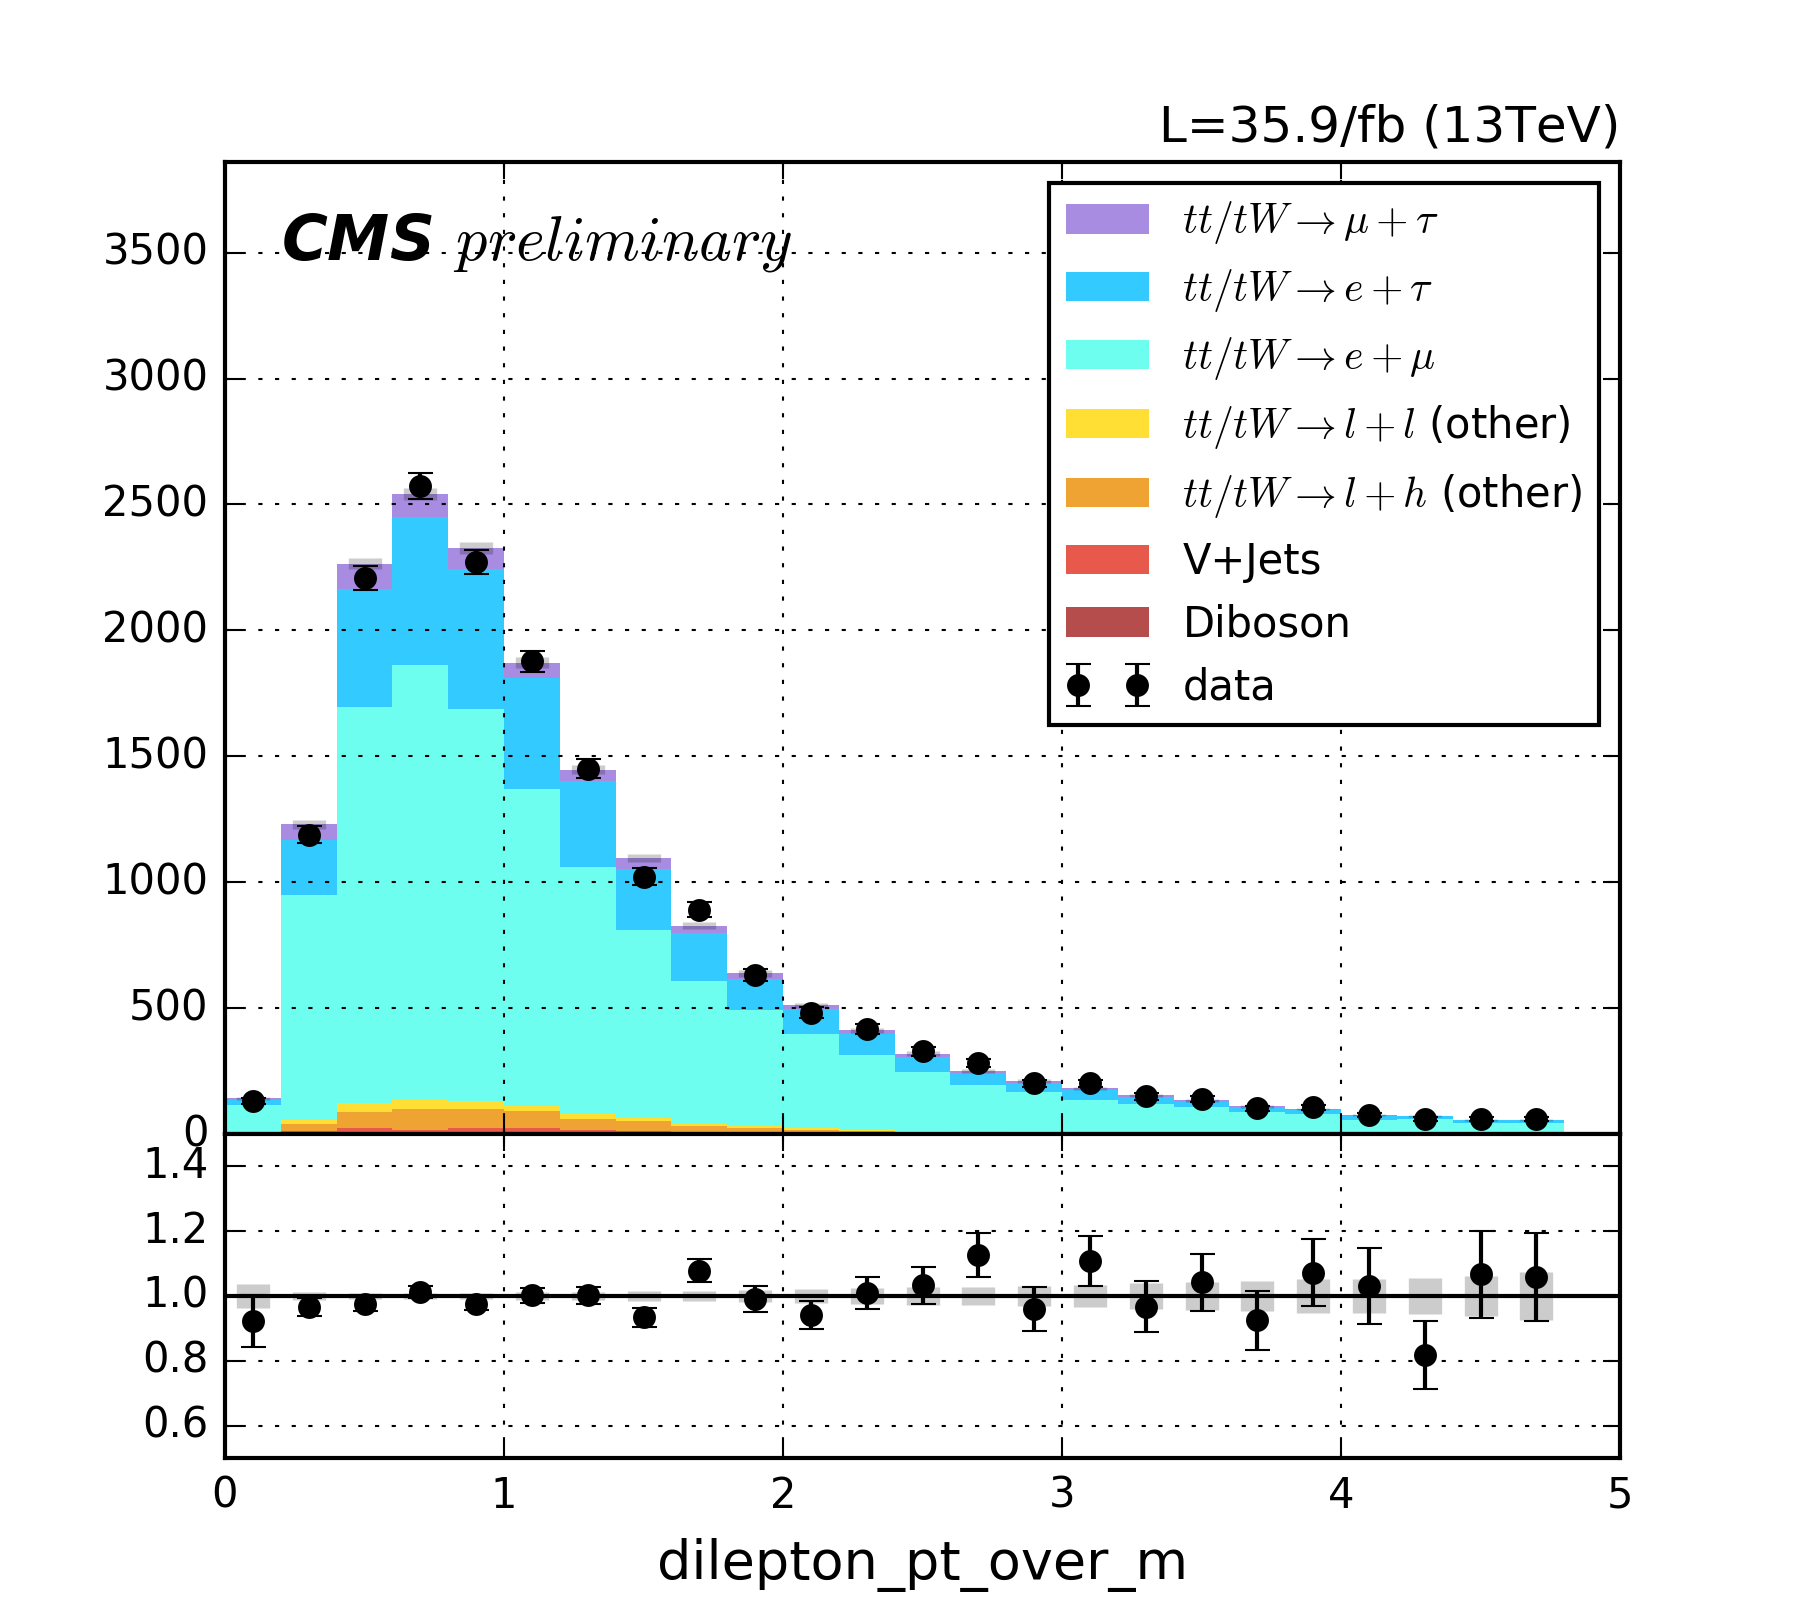 L=35.9/fb (13TeV)
CMS preliminary
tt/tW→μ+τ
tt/tW→e+τ
tt/tW→e+μ
tt/tW→l+l (other)
tt/tW→l+h (other)
V+Jets
Diboson
data
3500
3000
2500
2000
1500
1000
500
0
1.4
1.2
1.0
0.8
0.6
0 1 2 3 4 5
dilepton_pt_over_m